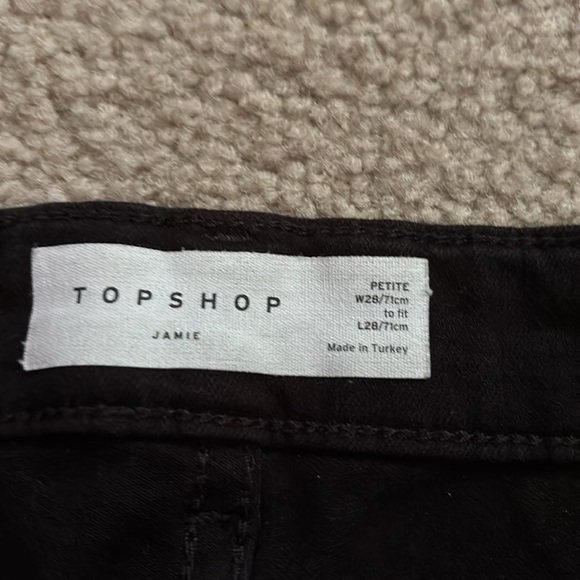 TOPSHOP
JAMIE
PETITE
W28/71cm
to fit
L28/71cm
Made in Turkey